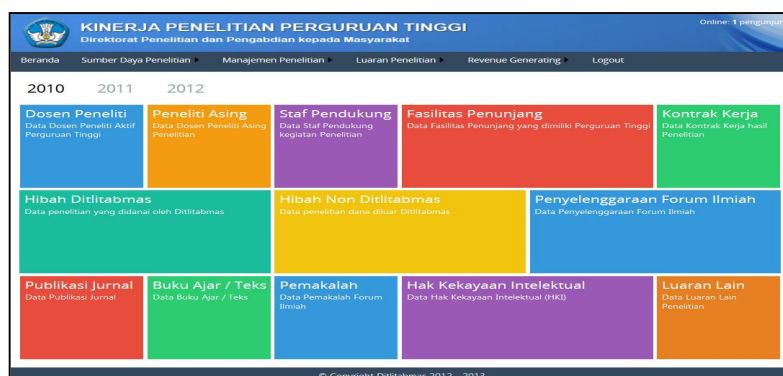 KINERJA PENELITIAN PERGURUAN TINGGI
Direktorat Penelitian dan Pengabdian kepada Masyarakat
Online: 1 pengunjun
Beranda Sumber Daya Penelitian Manajemen Penelitian Luaran Penelitian Revenue Generating Logout
2010 2011 2012
Dosen Peneliti
Data Dosen Peneliti Aktif
Perguruan Tinggi
Peneliti Asing
Data Dosen Peneliti Asing
Penelitian
Staf Pendukung
Data Staf Pendukung
kegiatan Penelitian
Fasilitas Penunjang
Data Fasilitas Penunjang yang dimiliki Perguruan Tinggi
Kontrak Kerja
Data Kontrak Kerja hasil
Penelitian
Hibah Ditlitabmas
Data penelitian yang didanai oleh Ditlitabmas
Hibah Non Ditlitabmas
Data penelitian dana diluar Ditlitabmas
Penyelenggaraan Forum Ilmiah
Data Penyelenggaraan Forum Ilmiah
Publikasi Jurnal
Data Publikasi Jurnal
Buku Ajar / Teks
Data Buku Ajar / Teks
Pemakalah
Data Pemakalah Forum
Ilmiah
Hak Kekayaan Intelektual
Data Hak Kekayaan Intelektual (HKI)
Luaran Lain
Data Luaran Lain
Penelitian
© Copyright Ditlitabmas 2012 - 2013